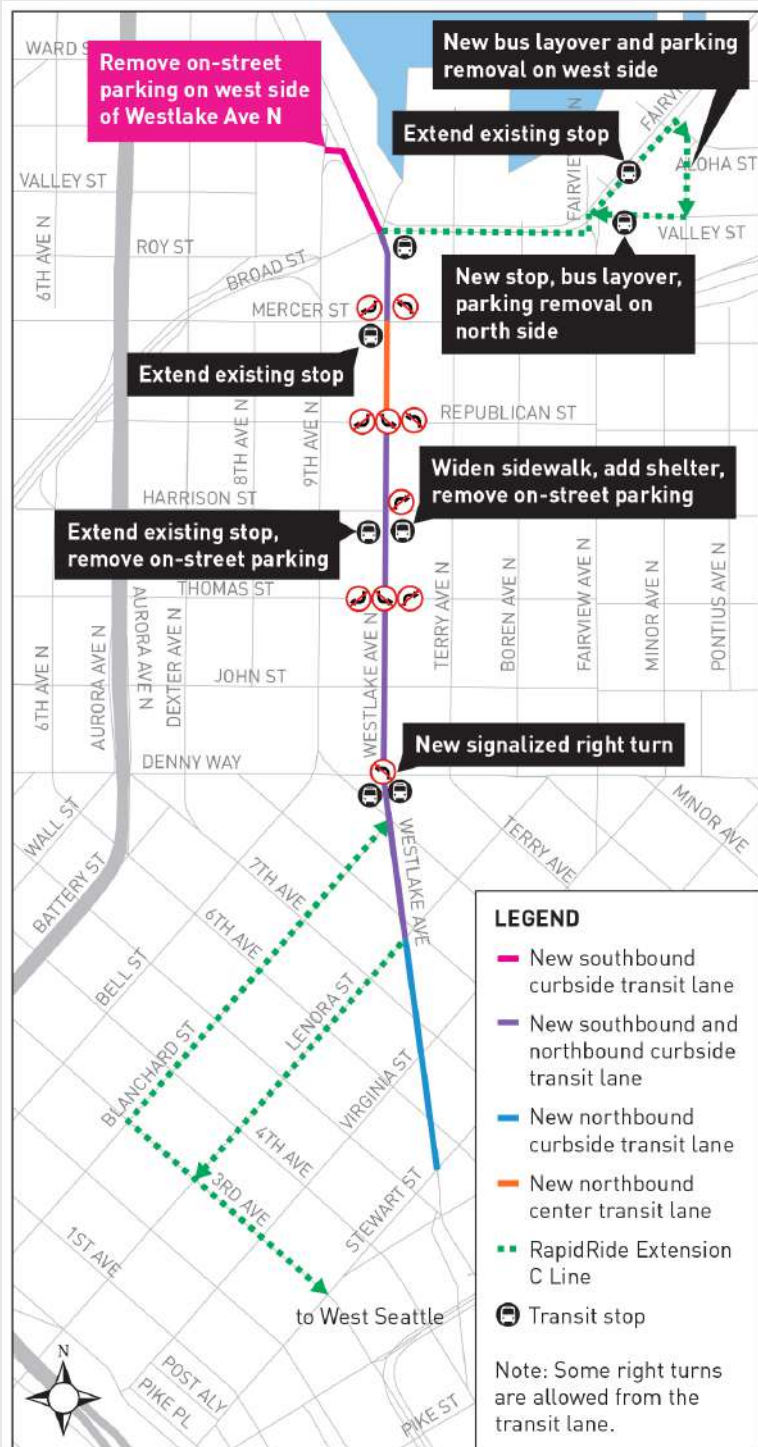 WARD S
Remove on-street
parking on west side
of Westlake Ave N
New bus layover and parking
removal on west side
Extend existing stop
FAIRVIE
N
FAIRVIE
ALOHA ST
VALLEY ST
6TH AVE N
ROY ST
BROAD ST
VALLEY ST
New stop, bus layover,
parking removal on
north side
MERCER ST
Extend existing stop
8TH AVE N
9TH AVE N
REPUBLICAN ST
Widen sidewalk, add shelter,
remove on-street parking
HARRISON ST
Extend existing stop,
remove on-street parking
THOMAS ST
6TH AVE N
AURORA AVE N
AURORA AVE N
DEXTER AVE N
WESTLAKE AVE N
TERRY AVE N
BOREN AVE N
FAIRVIEW AVE N
MINOR AVE N
PONTIUS AVE N
JOHN ST
New signalized right turn
DENNY WAY
WALL ST
BATTERY ST
7TH AVE
6TH AVE
WESTLAKE AVE
TERRY AVE
MINOR AVE
BELL ST
BLANCHARD ST
LENORA ST
VIRGINIA ST
4TH AVE
3RD AVE
STEWART ST
1ST AVE
to West Seattle
N
POST ALY
PIKE PL
PIKE ST
LEGEND
New southbound
curbside transit lane
New southbound and
northbound curbside
transit lane
New northbound
curbside transit lane
New northbound
center transit lane
RapidRide Extension
C Line
Transit stop
Note: Some right turns
are allowed from the
transit lane.